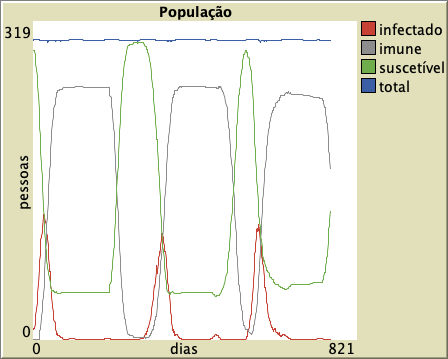 População
319
infectado
imune
suscetível
total
pessoas
0
0
dias
821